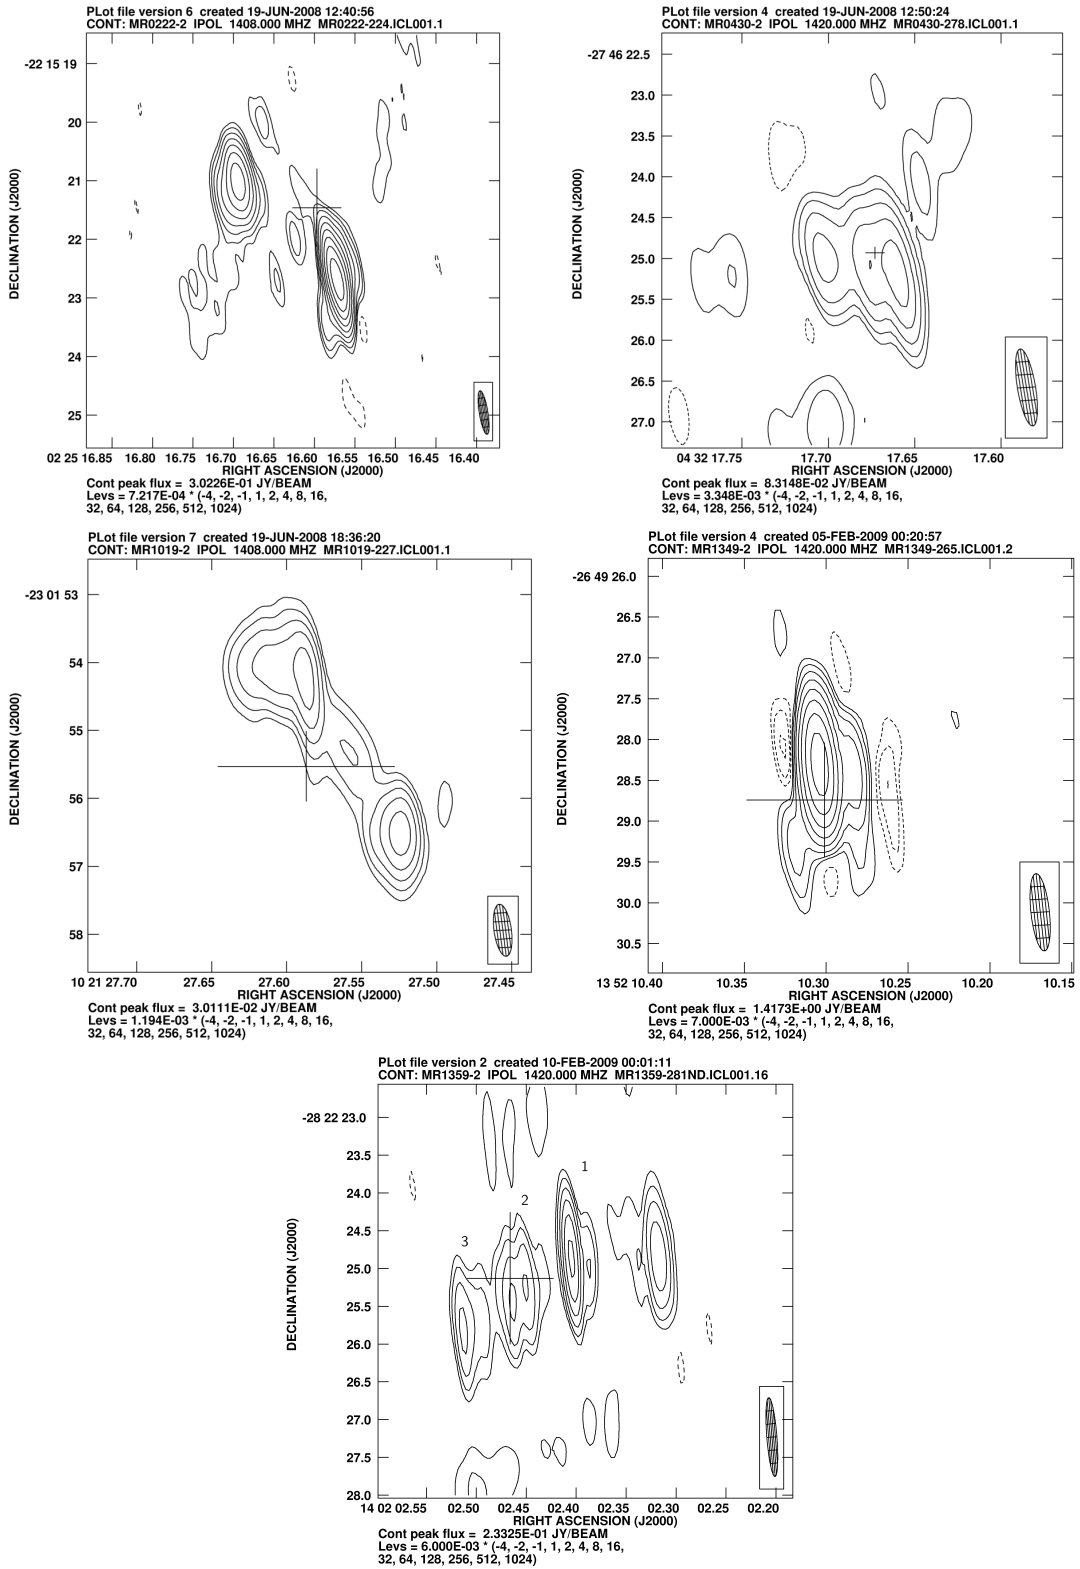 PLot file version 6 created 19-JUN-2008 12:40:56
CONT: MR0222-2 IPOL 1408.000 MHZ MR0222-224.ICL001.1
DECLINATION (J2000)
-22 15 19
20
21
22
23
24
25
02 25 16.85 16.80 16.75 16.70 16.65 16.60 16.55 16.50 16.45 16.40
RIGHT ASCENSION (J2000)
Cont peak flux = 3.0226E-01 JY/BEAM
Levs = 7.217E-04 * (-4, -2, -1, 1, 2, 4, 8, 16,
32, 64, 128, 256, 512, 1024)
PLot file version 4 created 19-JUN-2008 12:50:24
CONT: MR0430-2 IPOL 1420.000 MHZ MR0430-278.ICL001.1
DECLINATION (J2000)
-27 46 22.5
23.0
23.5
24.0
24.5
25.0
25.5
26.0
26.5
27.0
04 32 17.75 17.70 17.65 17.60
RIGHT ASCENSION (J2000)
Cont peak flux = 8.3148E-02 JY/BEAM
Levs = 3.348E-03 * (-4, -2, -1, 1, 2, 4, 8, 16,
32, 64, 128, 256, 512, 1024)
PLot file version 7 created 19-JUN-2008 18:36:20
CONT: MR1019-2 IPOL 1408.000 MHZ MR1019-227.ICL001.1
DECLINATION (J2000)
-23 01 53
54
55
56
57
58
10 21 27.70 27.65 27.60 27.55 27.50 27.45
RIGHT ASCENSION (J2000)
Cont peak flux = 3.0111E-02 JY/BEAM
Levs = 1.194E-03 * (-4, -2, -1, 1, 2, 4, 8, 16,
32, 64, 128, 256, 512, 1024)
PLot file version 4 created 05-FEB-2009 00:20:57
CONT: MR1349-2 IPOL 1420.000 MHZ MR1349-265.ICL001.2
DECLINATION (J2000)
-26 49 26.0
26.5
27.0
27.5
28.0
28.5
29.0
29.5
30.0
30.5
13 52 10.40 10.35 10.30 10.25 10.20 10.15
RIGHT ASCENSION (J2000)
Cont peak flux = 1.4173E+00 JY/BEAM
Levs = 7.000E-03 * (-4, -2, -1, 1, 2, 4, 8, 16,
32, 64, 128, 256, 512, 1024)
PLot file version 2 created 10-FEB-2009 00:01:11
CONT: MR1359-2 IPOL 1420.000 MHZ MR1359-281ND.ICL001.16
DECLINATION (J2000)
-28 22 23.0
23.5
24.0
24.5
25.0
25.5
26.0
26.5
27.0
27.5
28.0
1
2
3
14 02 02.55 02.50 02.45 02.40 02.35 02.30 02.25 02.20
RIGHT ASCENSION (J2000)
Cont peak flux = 2.3325E-01 JY/BEAM
Levs = 6.000E-03 * (-4, -2, -1, 1, 2, 4, 8, 16,
32, 64, 128, 256, 512, 1024)